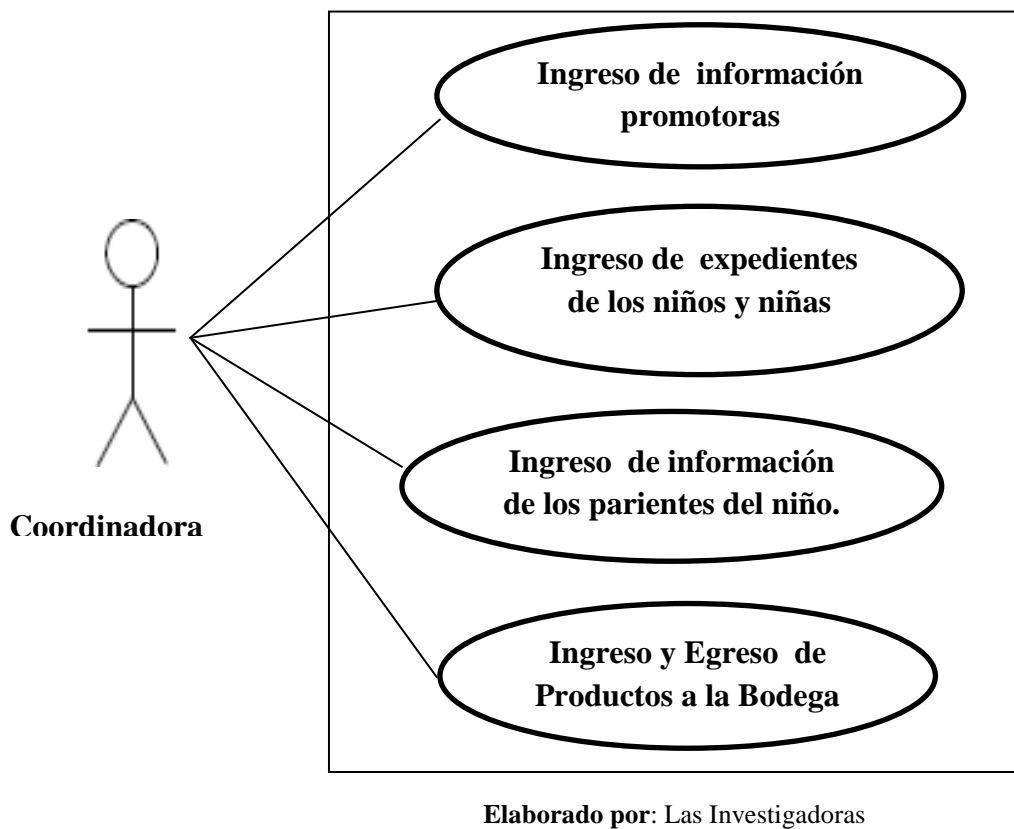 Ingreso de información
promotoras
Ingreso de expedientes
de los niños y niñas
Ingreso de información
de los parientes del niño.
Coordinadora
Ingreso y Egreso de
Productos a la Bodega
Elaborado por: Las Investigadoras